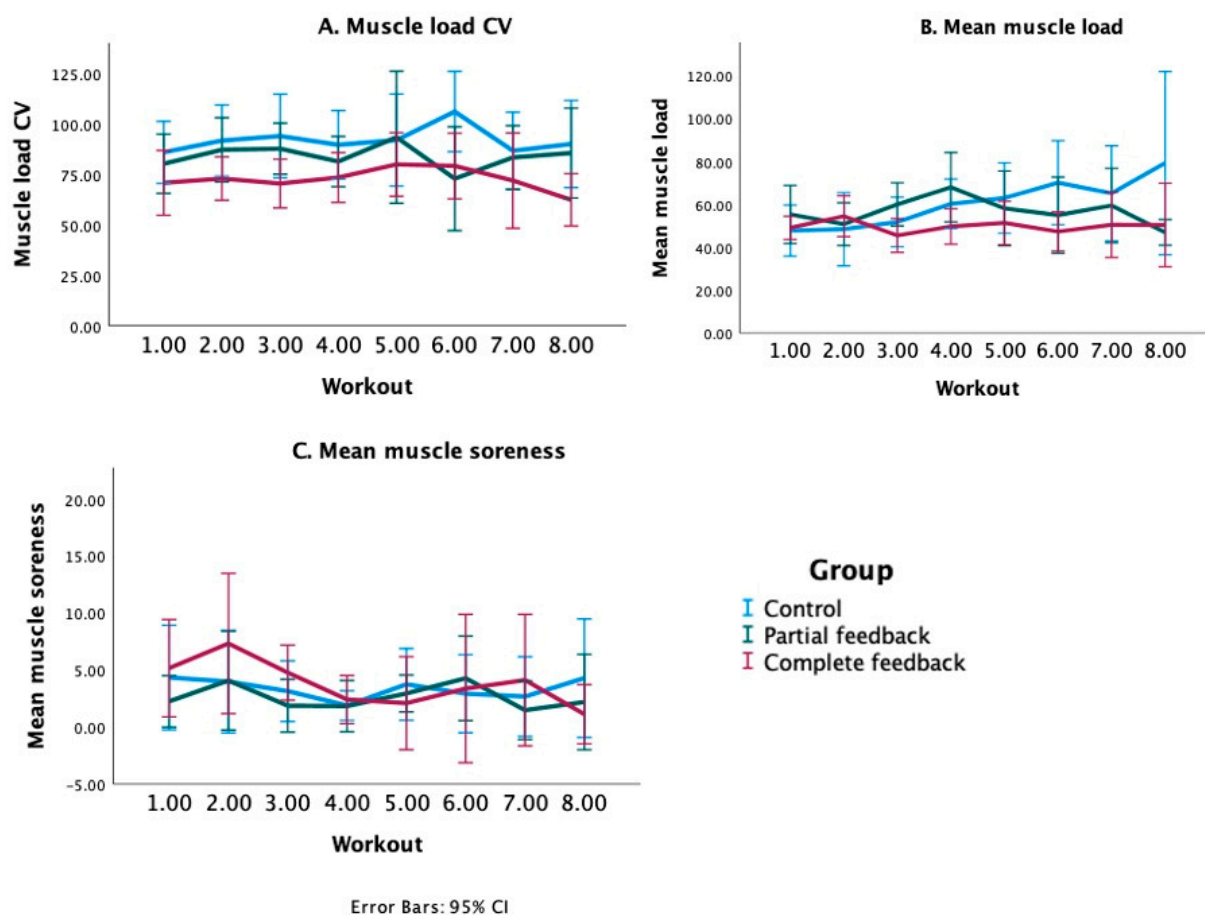 A. Muscle load CV
Muscle load CV
125.00
100.00
75.00
50.00
25.00
0.00
1.00 2.00 3.00 4.00 5.00 6.00 7.00 8.00
Workout
B. Mean muscle load
Mean muscle load
120.00
100.00
80.00
60.00
40.00
20.00
0.00
1.00 2.00 3.00 4.00 5.00 6.00 7.00 8.00
Workout
C. Mean muscle soreness
Mean muscle soreness
20.00
15.00
10.00
5.00
0.00
-5.00
1.00 2.00 3.00 4.00 5.00 6.00 7.00 8.00
Workout
Group
Control
Partial feedback
Complete feedback
Error Bars: 95% CI